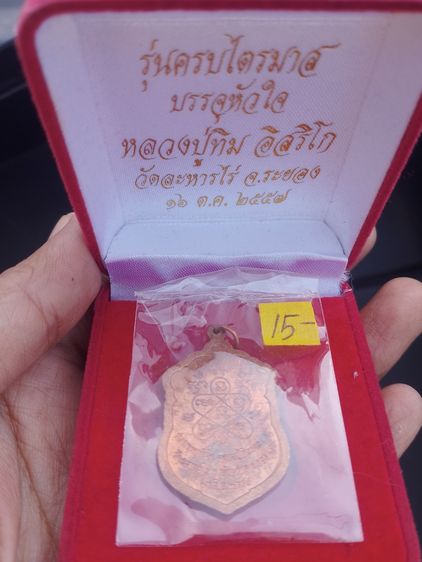 รุ่นครบไตรมาส
บรรจุหัวใจ
หลวงปู่ทิม อิสริโก
วัดละหารไร่ จ.ระยอง
๑๖ ต.ค. ๒๕๕๗
15-